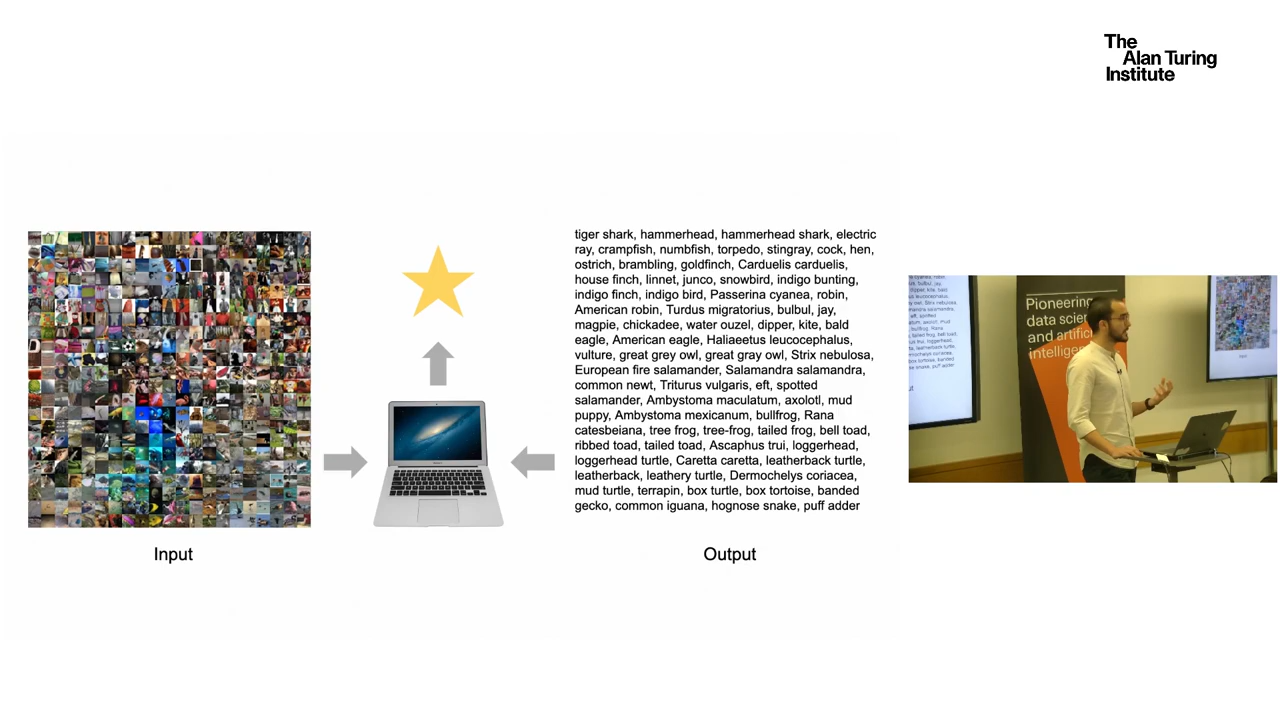 The
Alan Turing
Institute
tiger shark, hammerhead, hammerhead shark, electric
ray, crampfish, numbfish, torpedo, stingray, cock, hen,
ostrich, brambling, goldfinch, Carduelis carduelis,
house finch, linnet, junco, snowbird, indigo bunting,
indigo finch, indigo bird, Passerina cyanea, robin,
American robin, Turdus migratorius, bulbul, jay,
magpie, chickadee, water ouzel, dipper, kite, bald
eagle, American eagle, Haliaeetus leucocephalus,
vulture, great grey owl, great gray owl, Strix nebulosa,
European fire salamander, Salamandra salamandra,
common newt, Triturus vulgaris, eft, spotted
salamander, Ambystoma maculatum, axolotl, mud
puppy, Ambystoma mexicanum, bullfrog, Rana
catesbeiana, tree frog, tree-frog, tailed frog, bell toad,
ribbed toad, tailed toad, Ascaphus trui, loggerhead,
loggerhead turtle, Caretta caretta, leatherback turtle,
leatherback, leathery turtle, Dermochelys coriacea,
mud turtle, terrapin, box turtle, box tortoise, banded
gecko, common iguana, hognose snake, puff adder
Input
Output
Pioneering
data scien
and artific
intellige